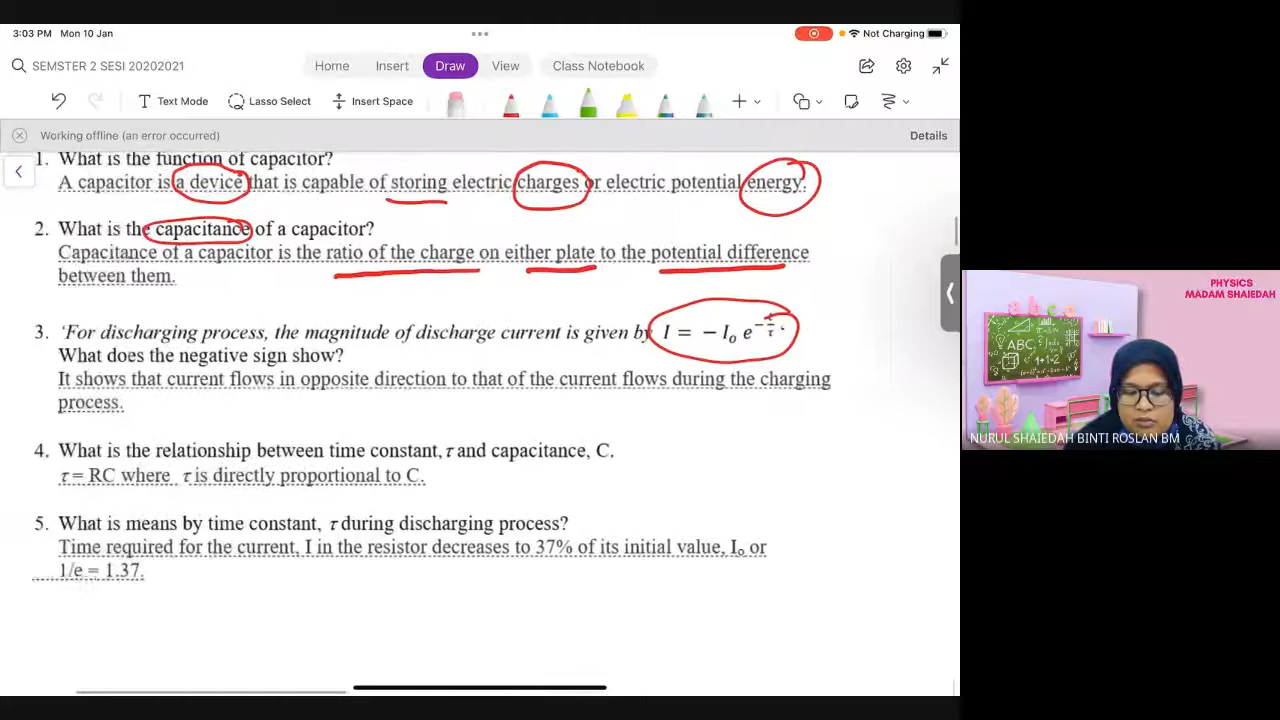 3:03 PM Mon 10 Jan
Not Charging
SEMSTER 2 SESI 20202021
Home Insert Draw View Class Notebook
Text Mode Lasso Select Insert Space
Working offline (an error occurred) Details
1. What is the function of capacitor?
A capacitor is a device that is capable of storing electric charges or electric potential energy.
2. What is the capacitance of a capacitor?
Capacitance of a capacitor is the ratio of the charge on either plate to the potential difference
between them.
3. 'For discharging process, the magnitude of discharge current is given by I = − Iₒ e^(−t/τ).
What does the negative sign show?
It shows that current flows in opposite direction to that of the current flows during the charging
process.
4. What is the relationship between time constant, τ and capacitance, C.
τ = RC where τ is directly proportional to C.
5. What is means by time constant, τ during discharging process?
Time required for the current, I in the resistor decreases to 37% of its initial value, Iₒ or
1/e = 1.37.
PHYSICS
MADAM SHAIEDAH
a b c a
ABC
1+1=2
NURUL SHAIEDAH BINTI ROSLAN BM